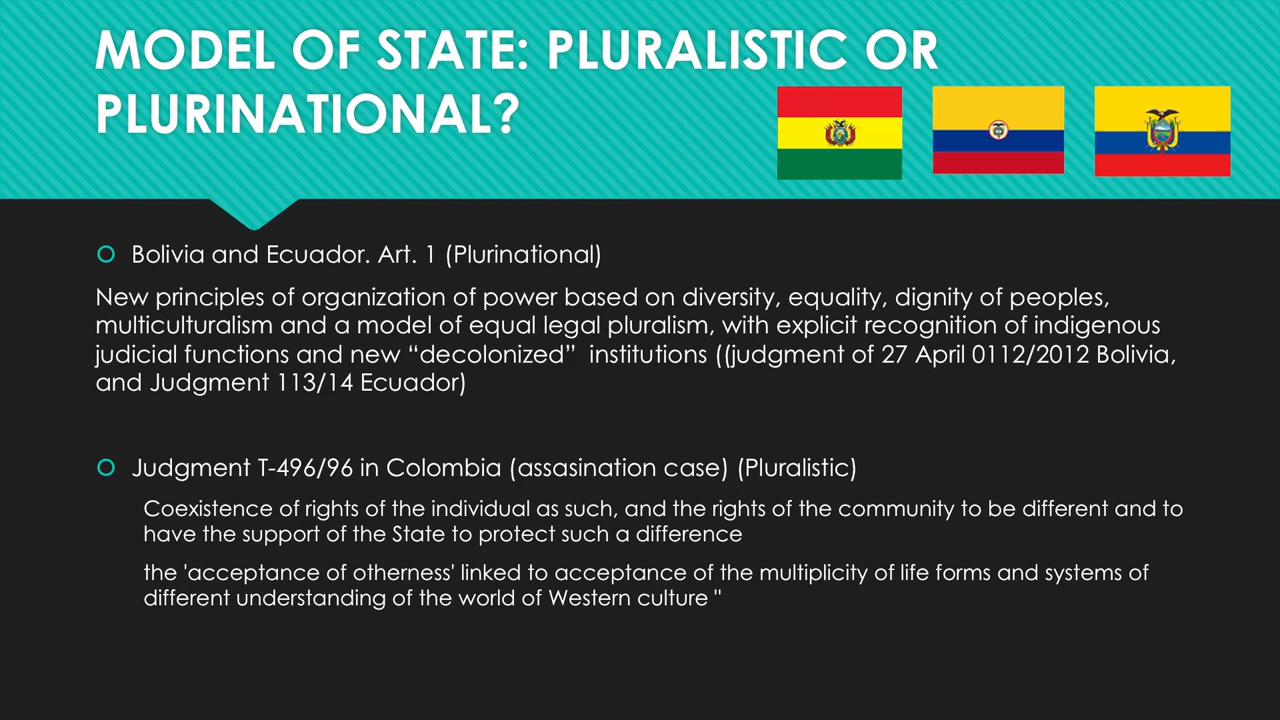 MODEL OF STATE: PLURALISTIC OR
PLURINATIONAL?
Bolivia and Ecuador. Art. 1 (Plurinational)
New principles of organization of power based on diversity, equality, dignity of peoples,
multiculturalism and a model of equal legal pluralism, with explicit recognition of indigenous
judicial functions and new “decolonized”  institutions ((judgment of 27 April 0112/2012 Bolivia,
and Judgment 113/14 Ecuador)
Judgment T-496/96 in Colombia (assasination case) (Pluralistic)
Coexistence of rights of the individual as such, and the rights of the community to be different and to
have the support of the State to protect such a difference
the 'acceptance of otherness' linked to acceptance of the multiplicity of life forms and systems of
different understanding of the world of Western culture "